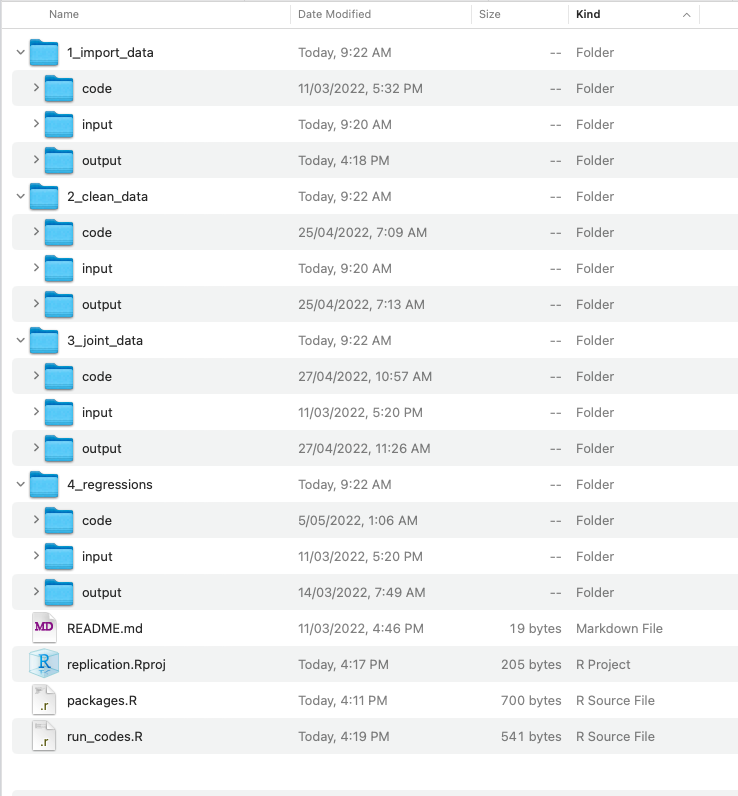 Name Date Modified Size Kind
1_import_data Today, 9:22 AM -- Folder
code 11/03/2022, 5:32 PM -- Folder
input Today, 9:20 AM -- Folder
output Today, 4:18 PM -- Folder
2_clean_data Today, 9:22 AM -- Folder
code 25/04/2022, 7:09 AM -- Folder
input Today, 9:20 AM -- Folder
output 25/04/2022, 7:13 AM -- Folder
3_joint_data Today, 9:22 AM -- Folder
code 27/04/2022, 10:57 AM -- Folder
input 11/03/2022, 5:20 PM -- Folder
output 27/04/2022, 11:26 AM -- Folder
4_regressions Today, 9:22 AM -- Folder
code 5/05/2022, 1:06 AM -- Folder
input 11/03/2022, 5:20 PM -- Folder
output 14/03/2022, 7:49 AM -- Folder
MD README.md 11/03/2022, 4:46 PM 19 bytes Markdown File
R replication.Rproj Today, 4:17 PM 205 bytes R Project
.r packages.R Today, 4:11 PM 700 bytes R Source File
.r run_codes.R Today, 4:19 PM 541 bytes R Source File